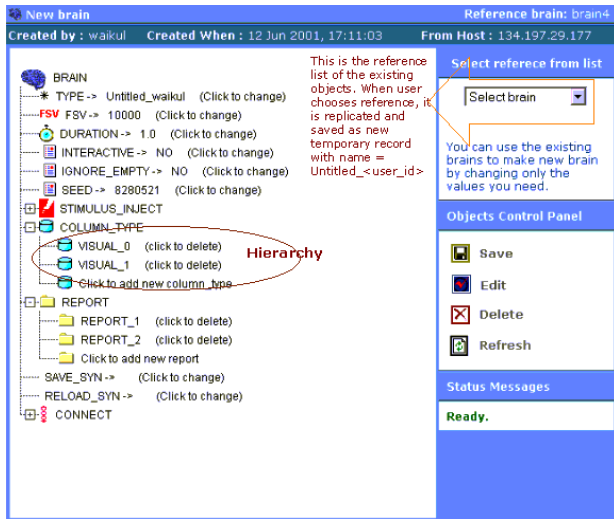 New brain
Reference brain: brain4
Created by : waikul Created When : 12 Jun 2001, 17:11:03 From Host : 134.197.29.177
BRAIN
* TYPE -> Untitled_waikul (Click to change)
FSV FSV -> 10000 (Click to change)
DURATION -> 1.0 (Click to change)
INTERACTIVE -> NO (Click to change)
IGNORE_EMPTY -> NO (Click to change)
SEED -> 8280521 (Click to change)
STIMULUS_INJECT
COLUMN_TYPE
VISUAL_0 (click to delete)
VISUAL_1 (click to delete)
Click to add new column_type
REPORT
REPORT_1 (click to delete)
REPORT_2 (click to delete)
Click to add new report
SAVE_SYN -> (Click to change)
RELOAD_SYN -> (Click to change)
CONNECT
Hierarchy
This is the reference
list of the existing
objects. When user
chooses reference, it
is replicated and
saved as new
temporary record
with name =
Untitled_<user_id>
Select referece from list
Select brain
You can use the existing
brains to make new brain
by changing only the
values you need.
Objects Control Panel
Save
Edit
Delete
Refresh
Status Messages
Ready.